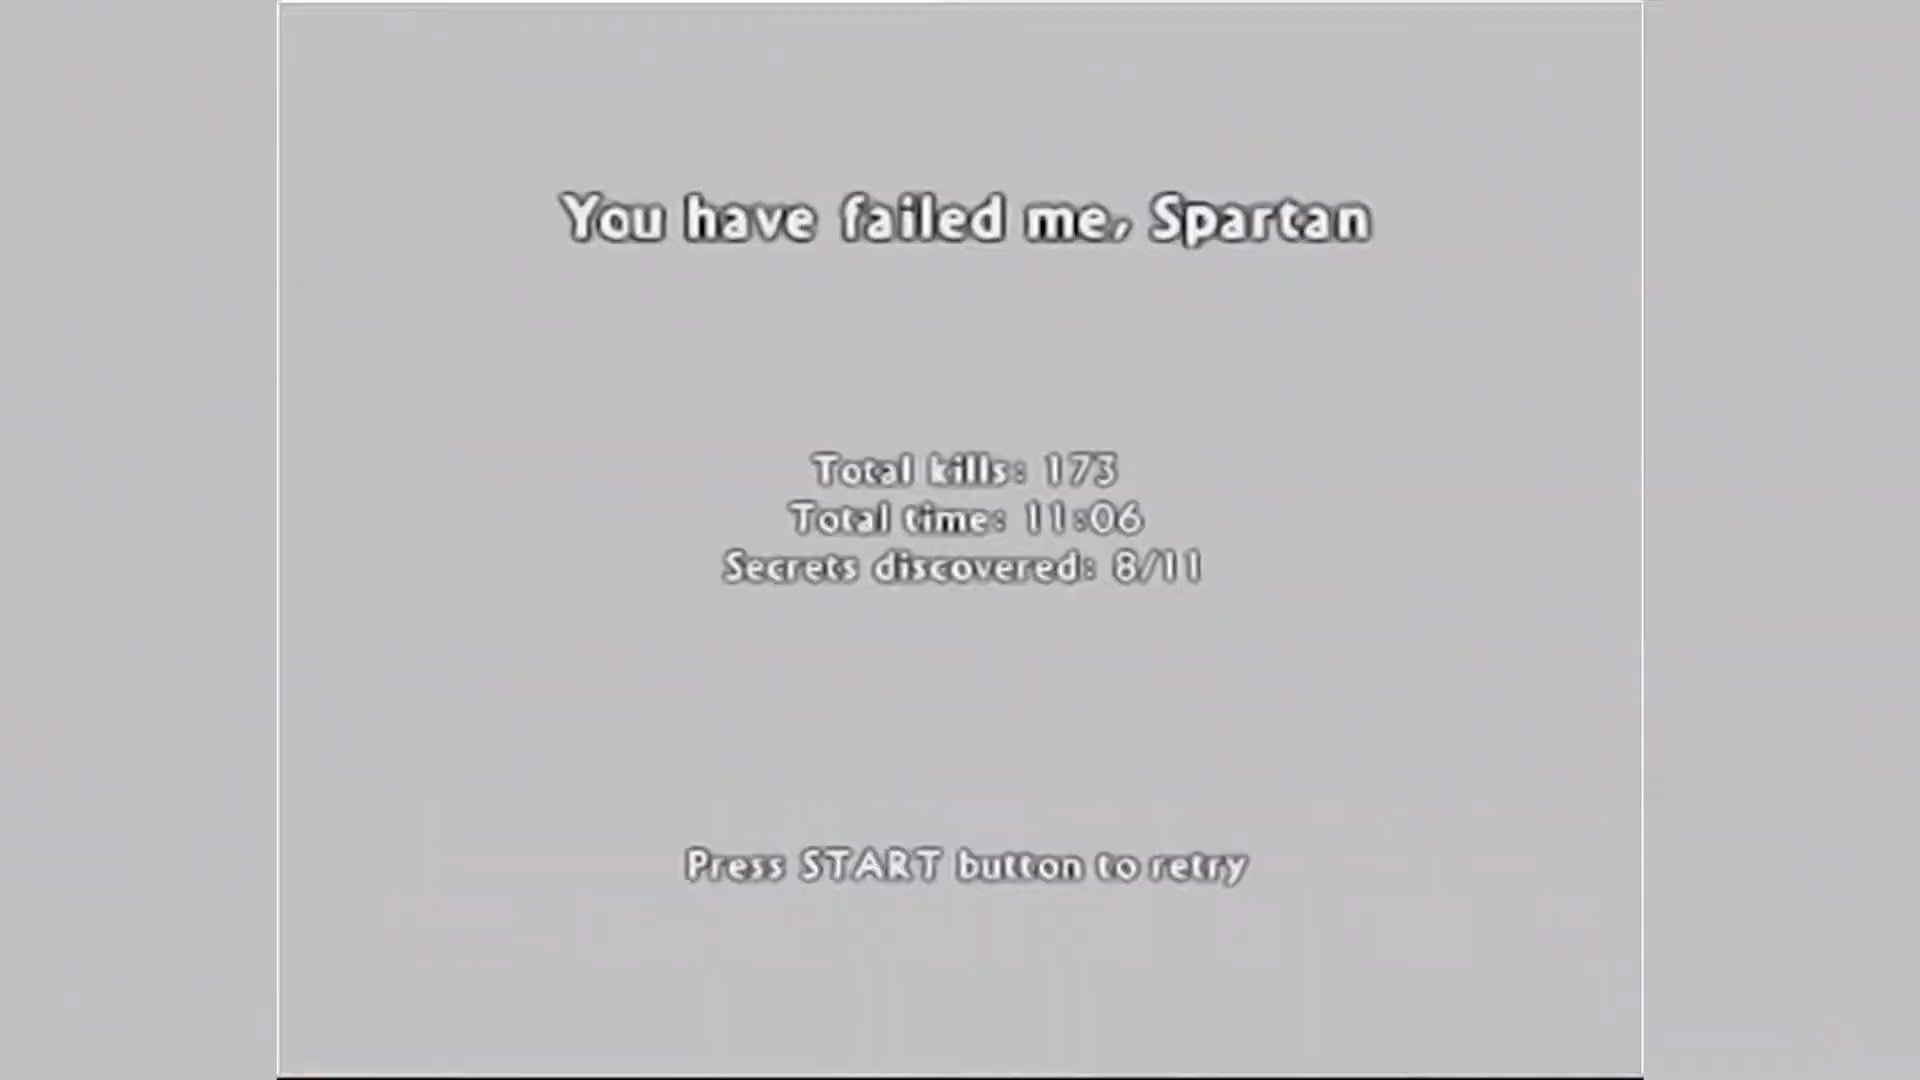 You have failed me, Spartan
Total kills: 173
Total time: 11:06
Secrets discovered: 8/11
Press START button to retry